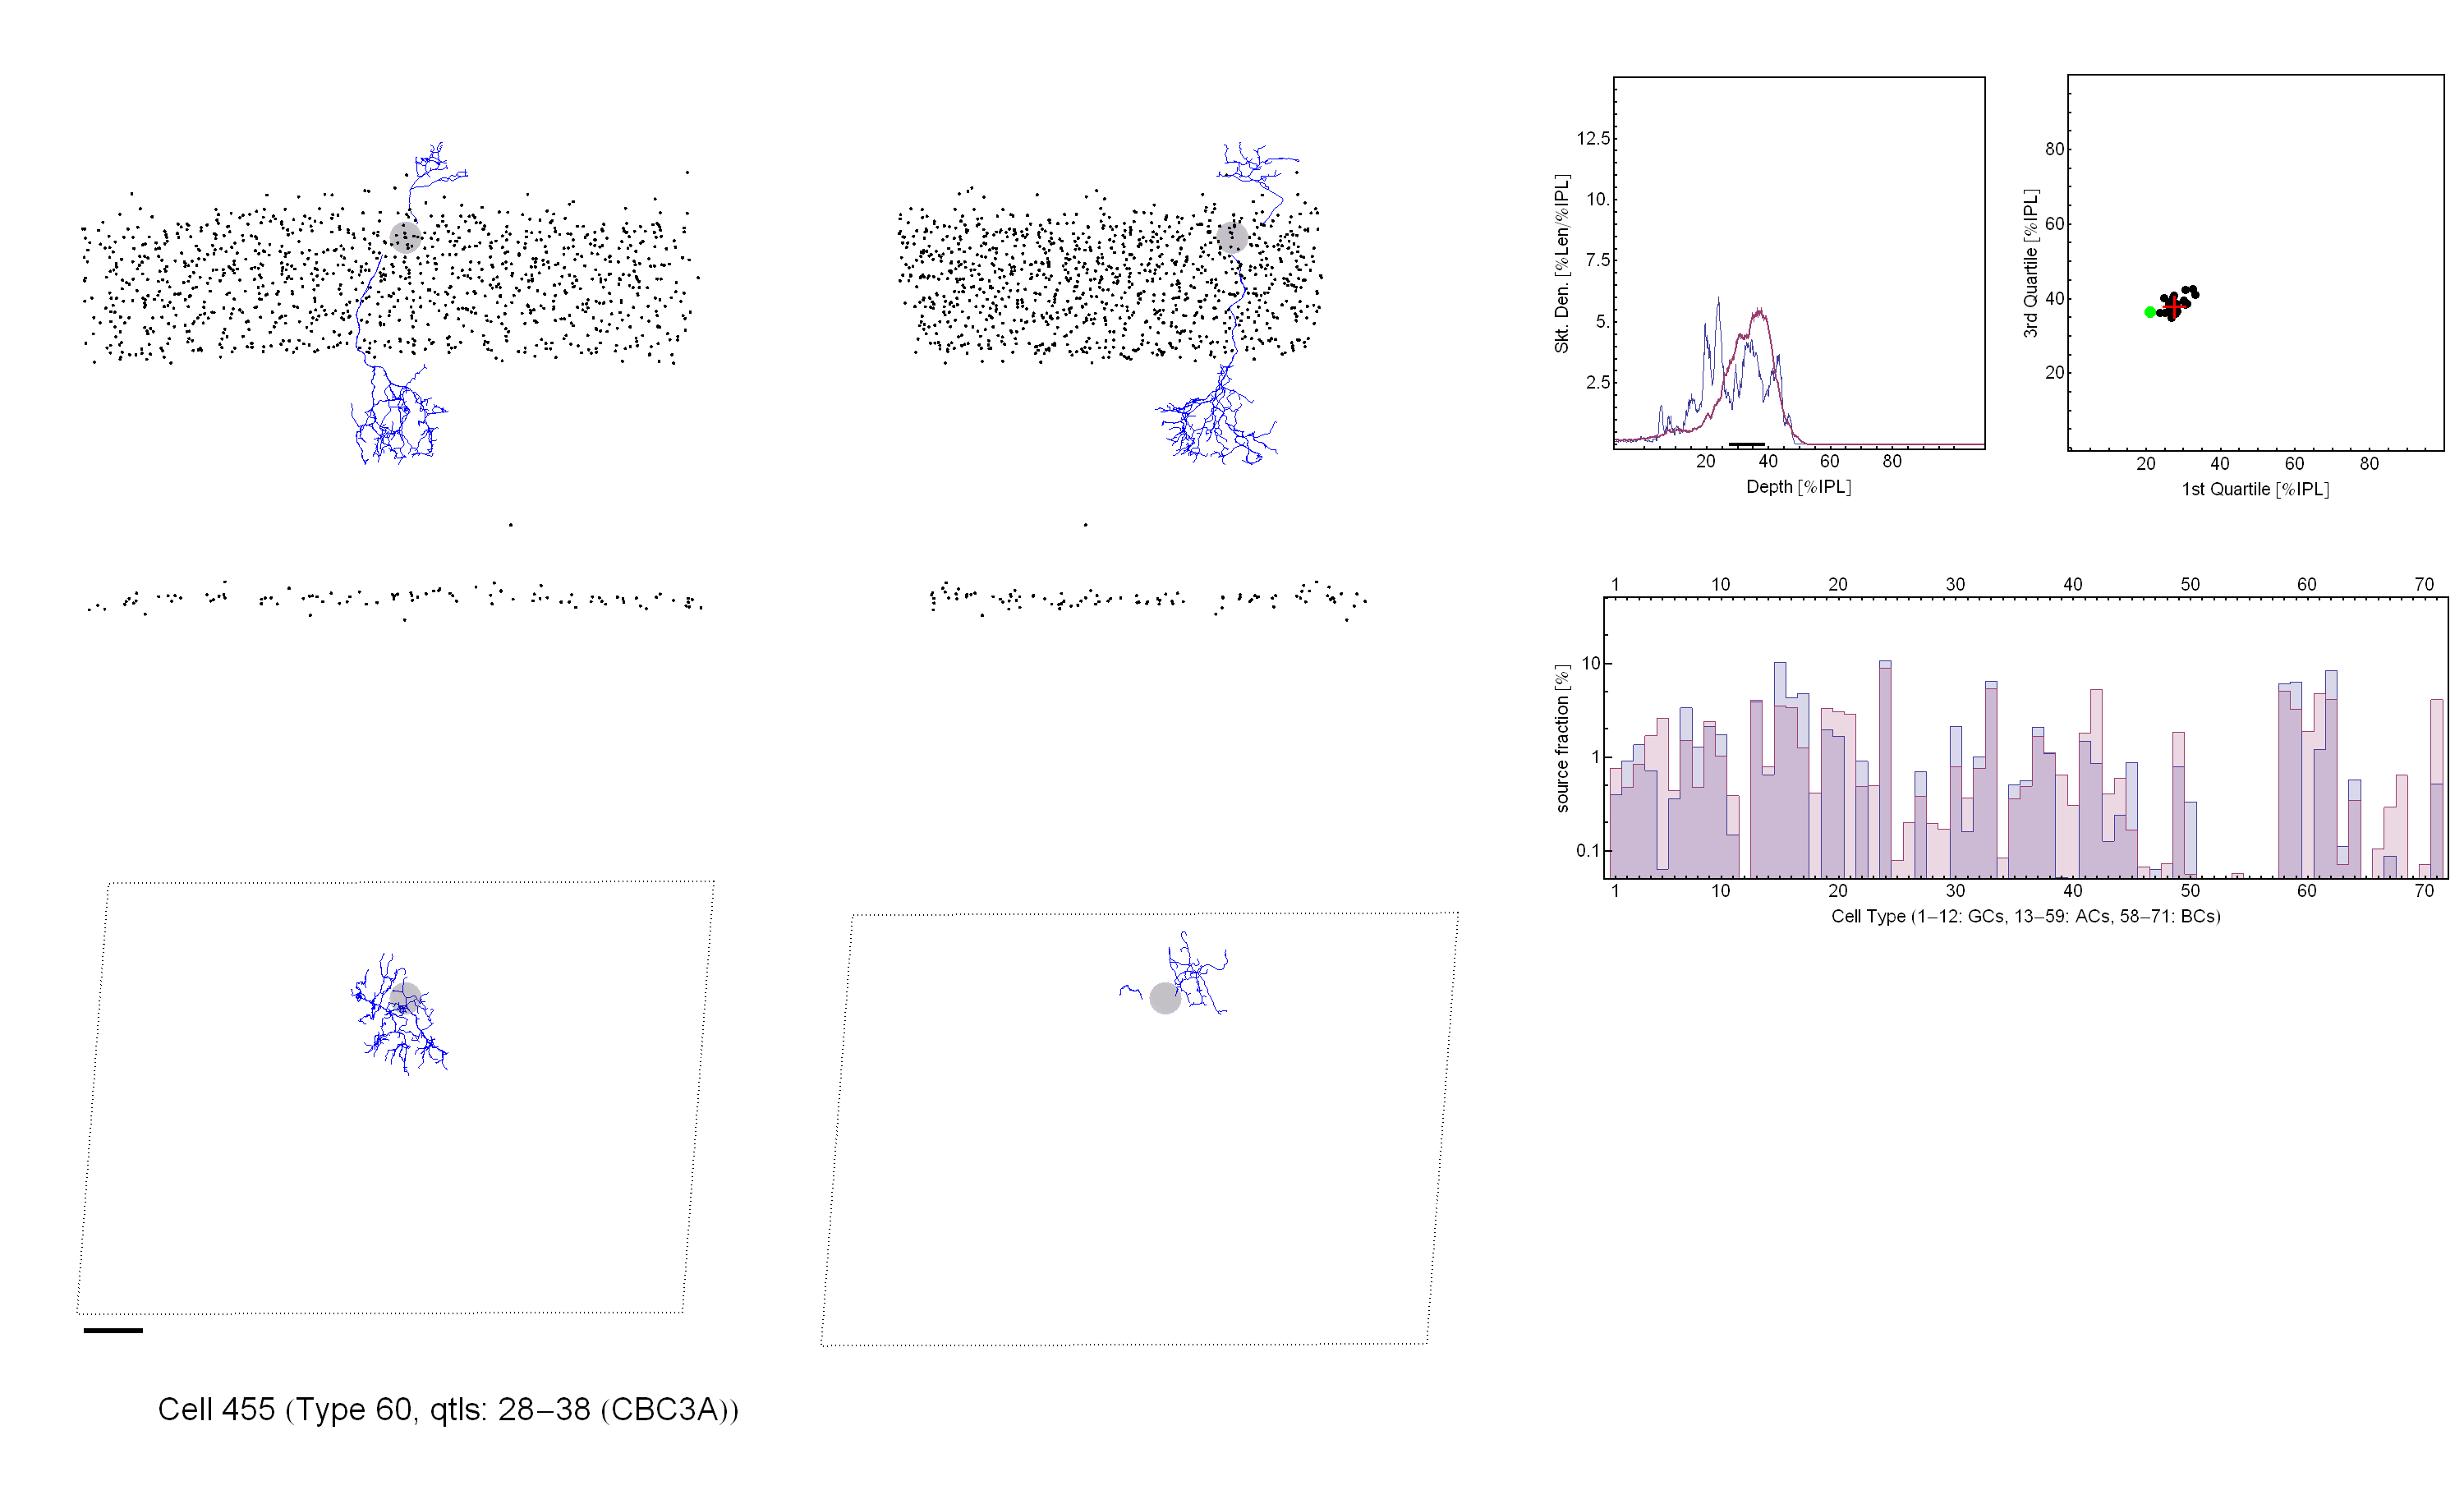 12.5
10.
7.5
5.
2.5
Skt. Den. [%Len/%IPL]
20 40 60 80
Depth [%IPL]
80
60
40
20
3rd Quartile [%IPL]
20 40 60 80
1st Quartile [%IPL]
1 10 20 30 40 50 60 70
10
1
0.1
source fraction [%]
1 10 20 30 40 50 60 70
Cell Type (1–12: GCs, 13–59: ACs, 58–71: BCs)
Cell 455 (Type 60, qtls: 28–38 (CBC3A))